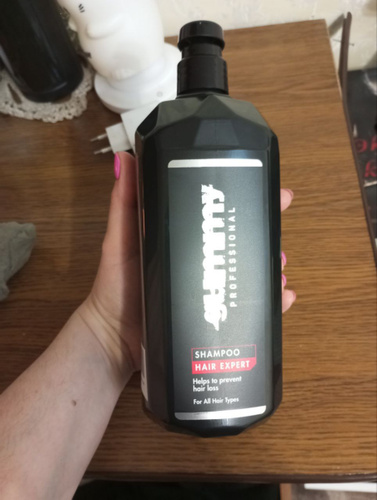 gummy
PROFESSIONAL
SHAMPOO
HAIR EXPERT
Helps to prevent
hair loss
For All Hair Types